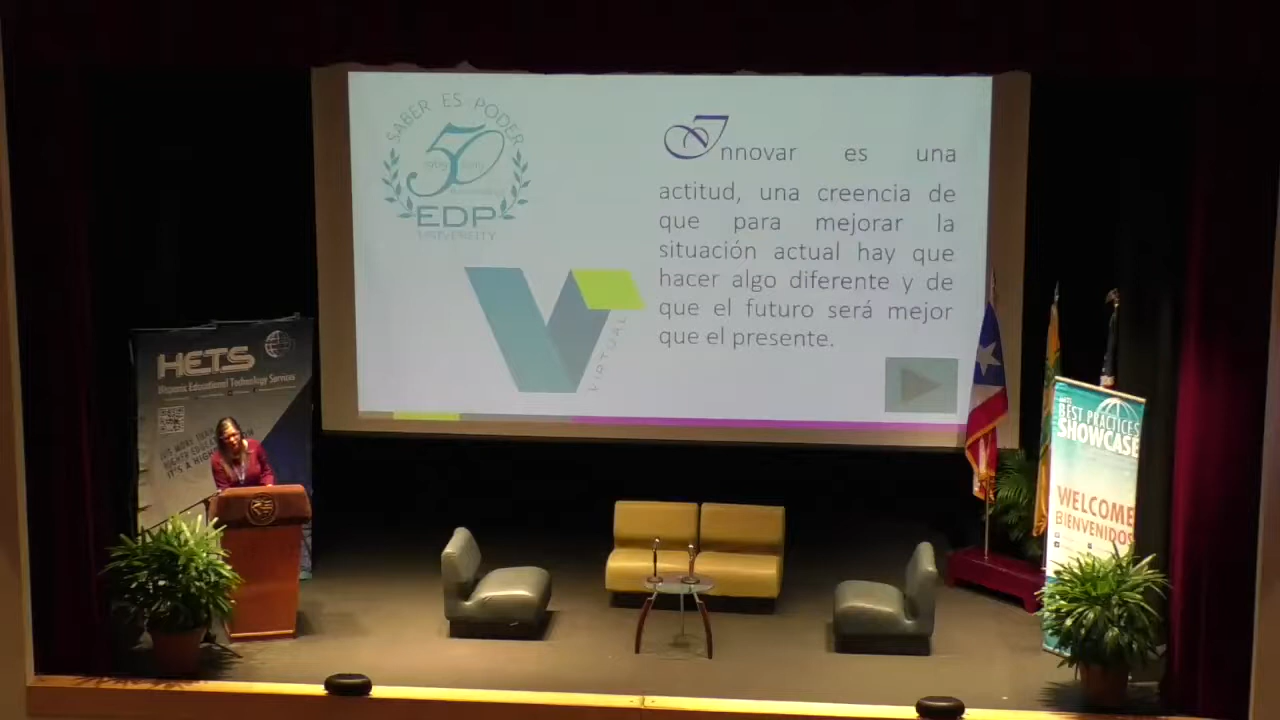 SABER ES PODER
50
EDP
UNIVERSITY
VIRTUAL
Innovar es una
actitud, una creencia de
que para mejorar la
situación actual hay que
hacer algo diferente y de
que el futuro será mejor
que el presente.
HETS
Hispanic Educational Technology Services
BEST PRACTICES
SHOWCASE
WELCOME
BIENVENIDOS